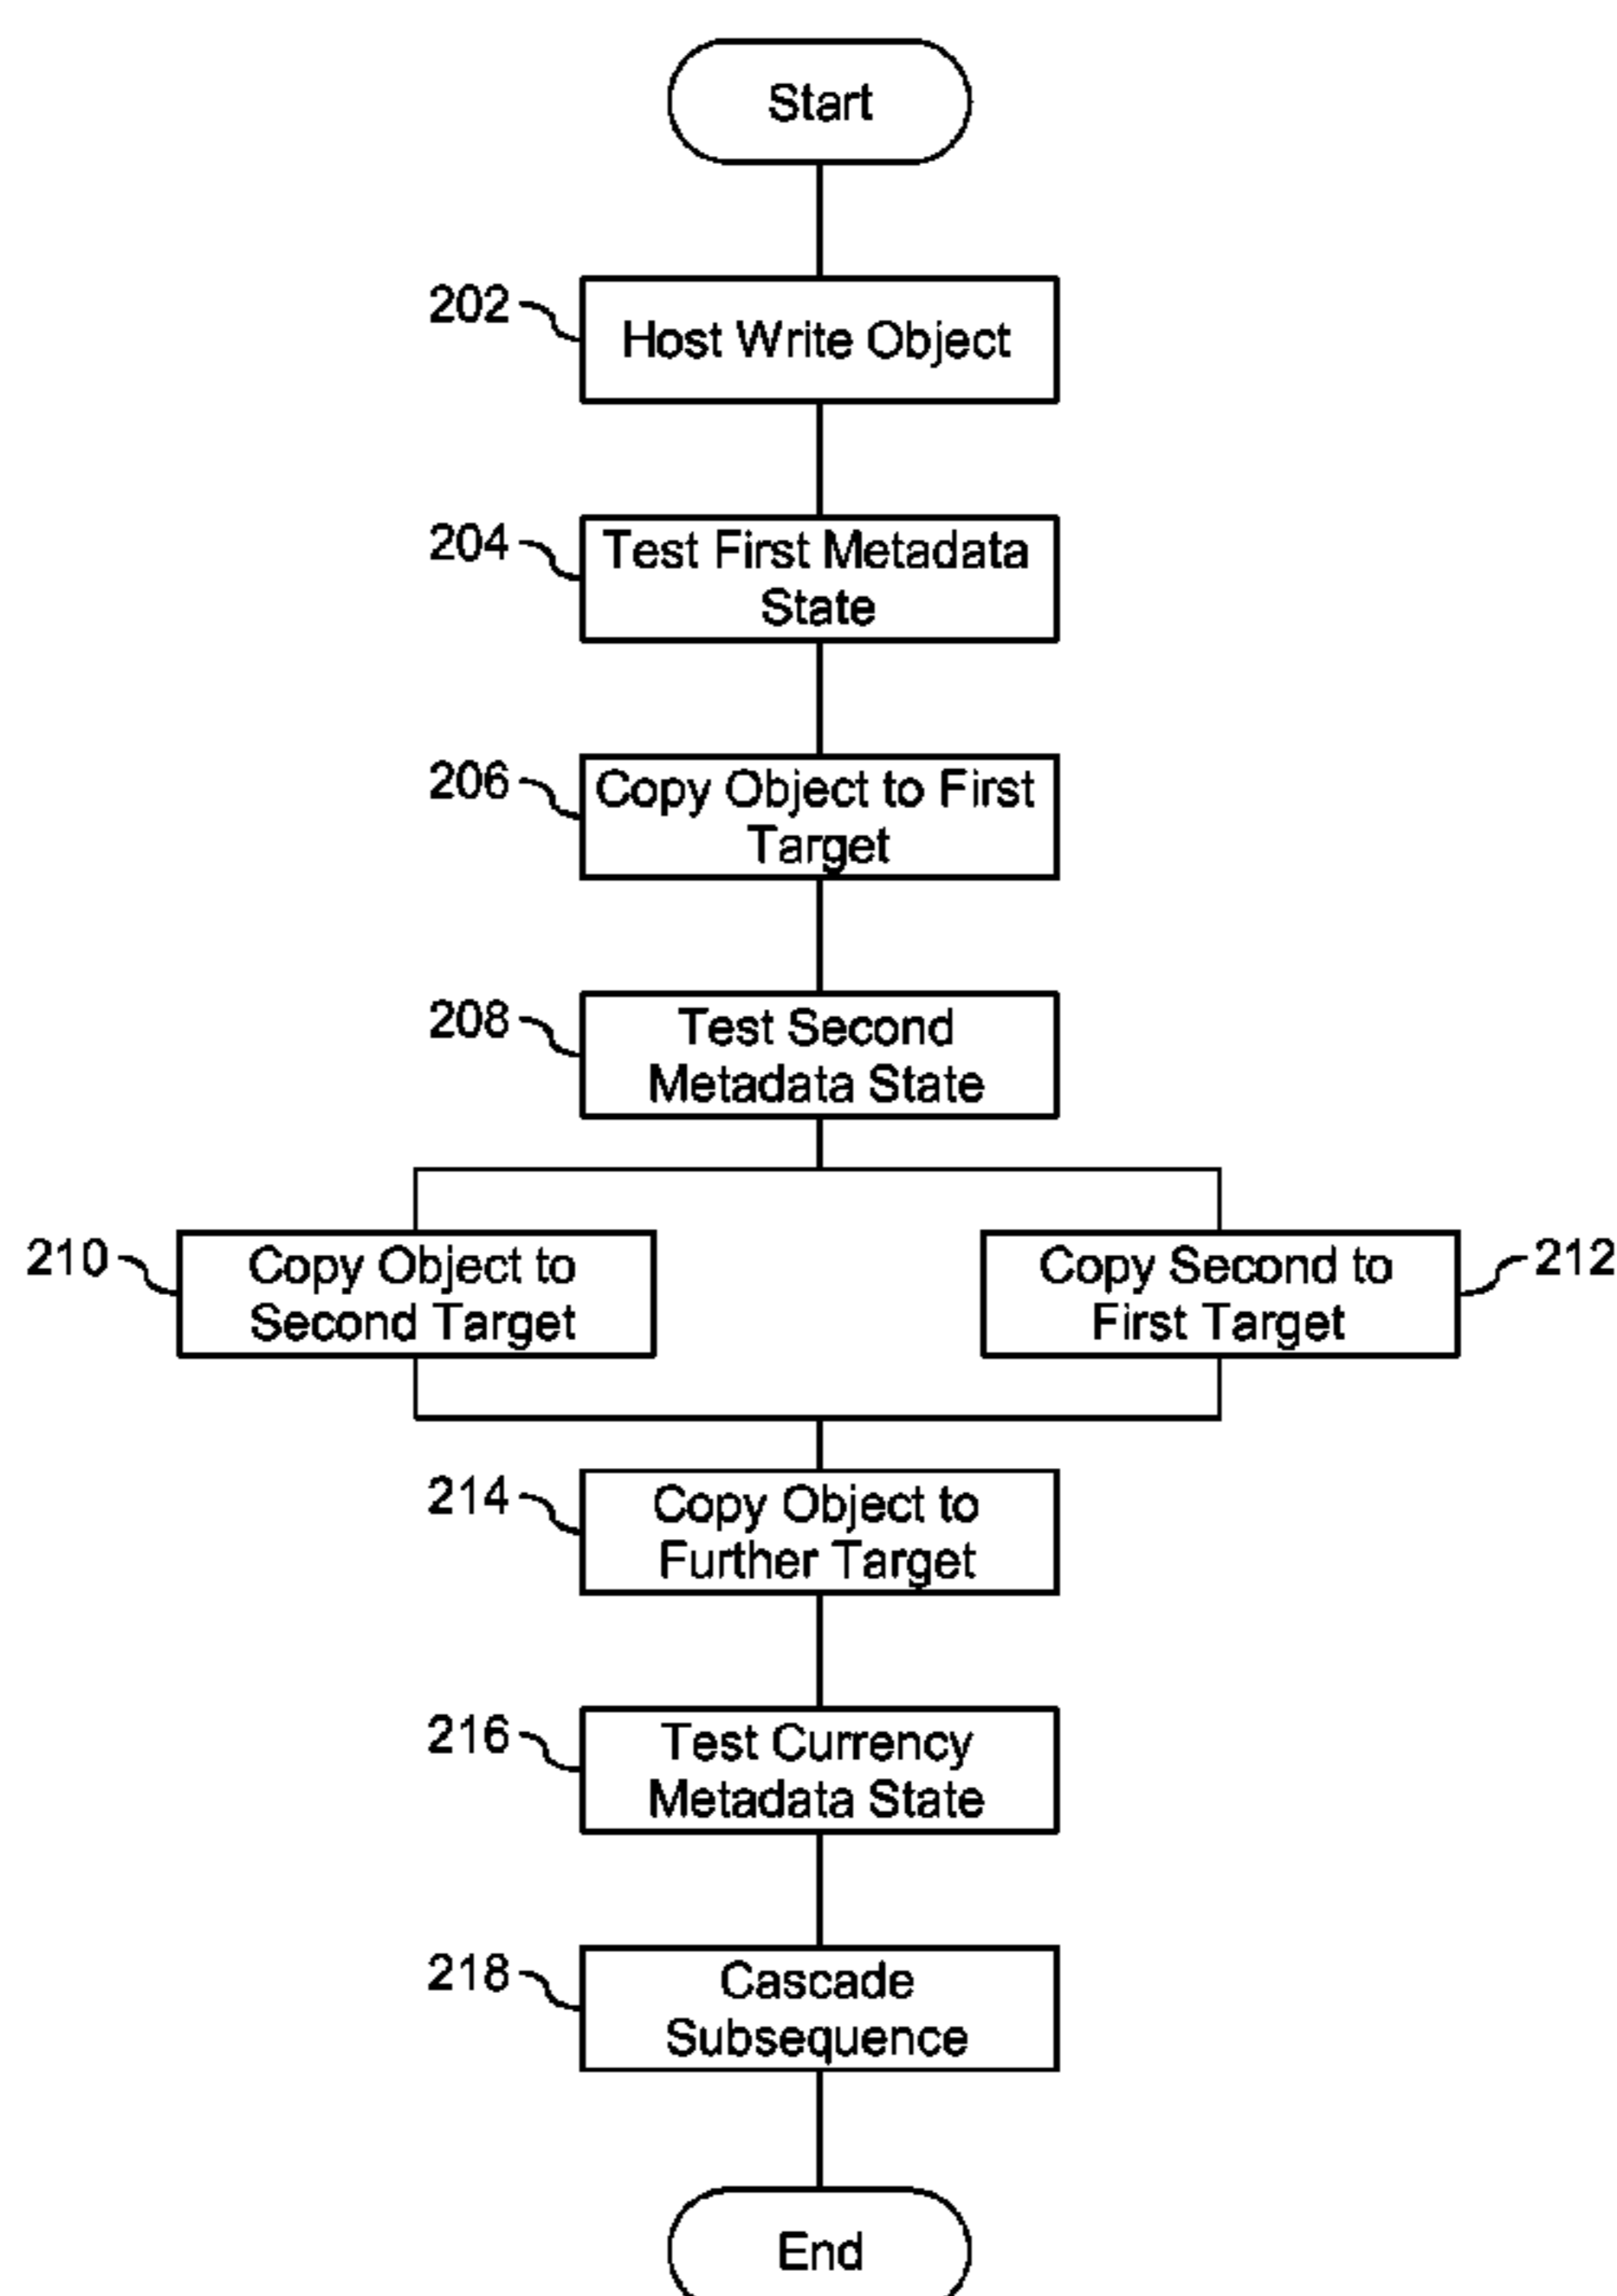 Start
202
Host Write Object
204
Test First Metadata
State
206
Copy Object to First
Target
208
Test Second
Metadata State
210
Copy Object to
Second Target
Copy Second to
First Target
212
214
Copy Object to
Further Target
216
Test Currency
Metadata State
218
Cascade
Subsequence
End